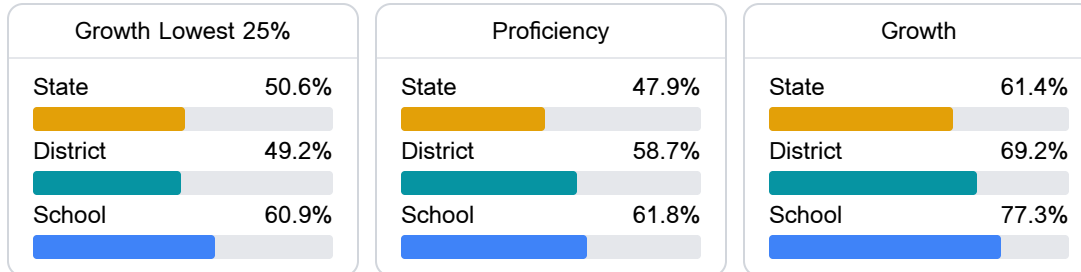 Growth Lowest 25%
State 50.6%
District 49.2%
School 60.9%
Proficiency
State 47.9%
District 58.7%
School 61.8%
Growth
State 61.4%
District 69.2%
School 77.3%